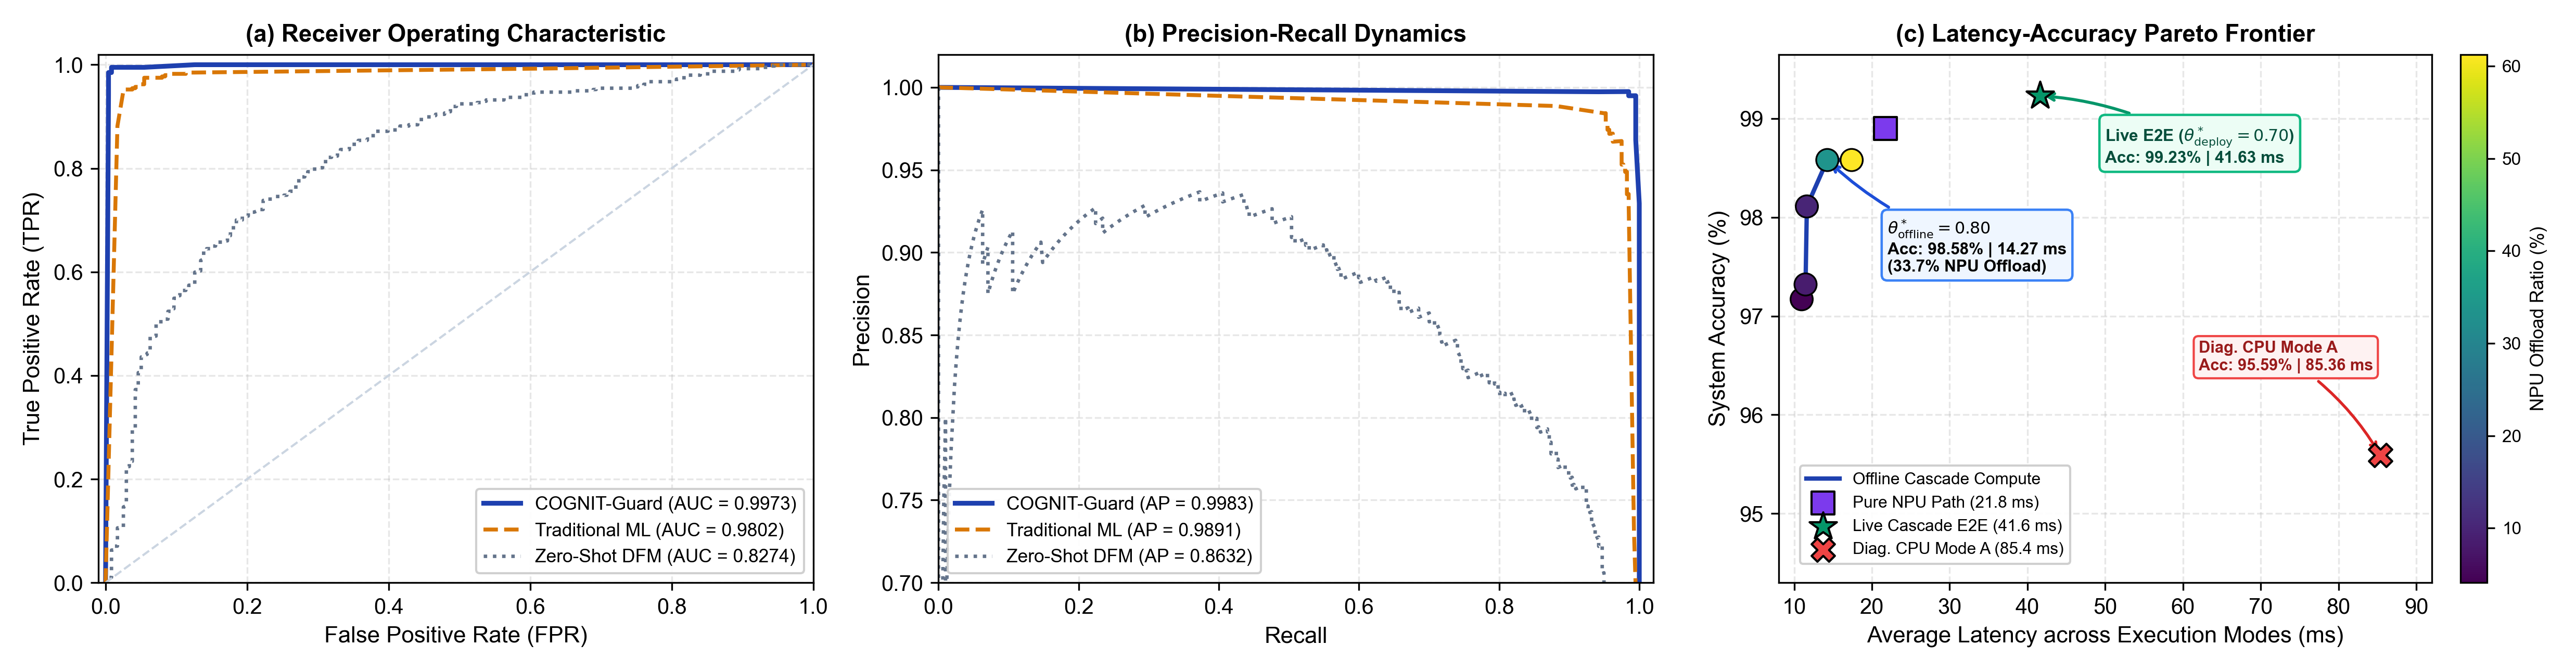 (a) Receiver Operating Characteristic
True Positive Rate (TPR)
1.0
0.8
0.6
0.4
0.2
0.0
0.0 0.2 0.4 0.6 0.8 1.0
False Positive Rate (FPR)
COGNIT-Guard (AUC = 0.9973)
Traditional ML (AUC = 0.9802)
Zero-Shot DFM (AUC = 0.8274)
(b) Precision-Recall Dynamics
Precision
1.00
0.95
0.90
0.85
0.80
0.75
0.70
0.0 0.2 0.4 0.6 0.8 1.0
Recall
COGNIT-Guard (AP = 0.9983)
Traditional ML (AP = 0.9891)
Zero-Shot DFM (AP = 0.8632)
(c) Latency-Accuracy Pareto Frontier
System Accuracy (%)
99
98
97
96
95
10 20 30 40 50 60 70 80 90
Average Latency across Execution Modes (ms)
Live E2E (θ*deploy = 0.70)
Acc: 99.23% | 41.63 ms
θ*offline = 0.80
Acc: 98.58% | 14.27 ms
(33.7% NPU Offload)
Diag. CPU Mode A
Acc: 95.59% | 85.36 ms
Offline Cascade Compute
Pure NPU Path (21.8 ms)
Live Cascade E2E (41.6 ms)
Diag. CPU Mode A (85.4 ms)
60
50
40
30
20
10
NPU Offload Ratio (%)